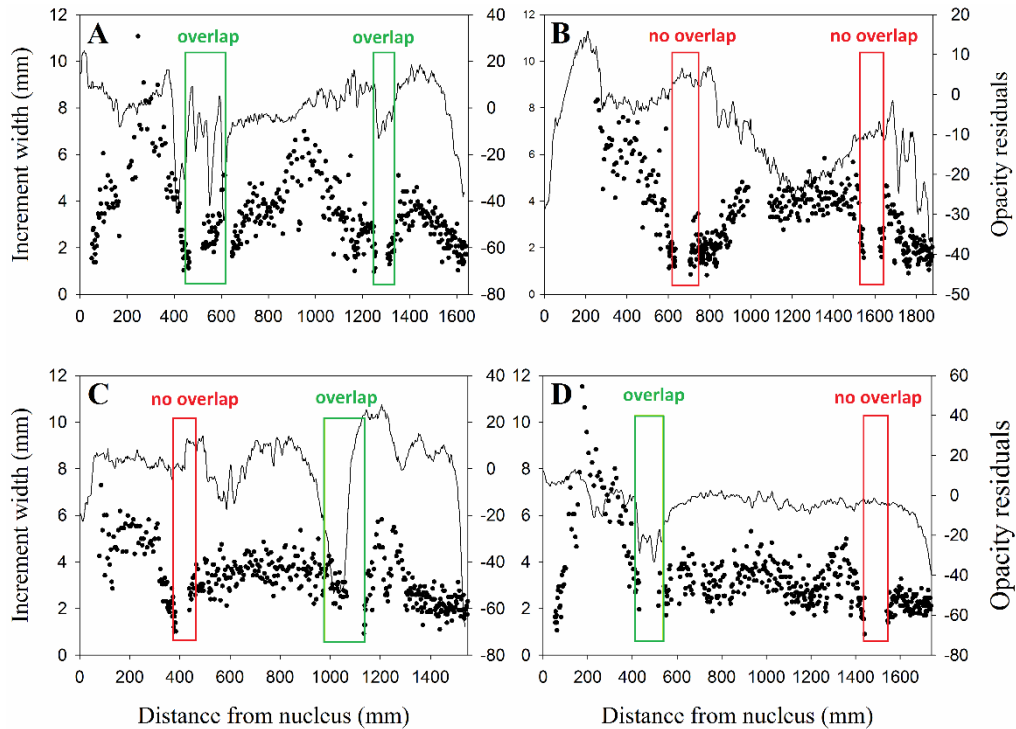 A
overlap
overlap
12
10
8
6
4
2
0
40
20
0
-20
-40
-60
-80
0 200 400 600 800 1000 1200 1400 1600
Increment width (mm)
B
no overlap
no overlap
12
10
8
6
4
2
0
20
10
0
-10
-20
-30
-40
-50
0 200 400 600 800 1000 1200 1400 1600 1800
Opacity residuals
C
no overlap
overlap
12
10
8
6
4
2
0
40
20
0
-20
-40
-60
-80
0 200 400 600 800 1000 1200 1400
Increment width (mm)
Distance from nucleus (mm)
D
overlap
no overlap
12
10
8
6
4
2
0
60
40
20
0
-20
-40
-60
-80
0 200 400 600 800 1000 1200 1400 1600
Opacity residuals
Distance from nucleus (mm)